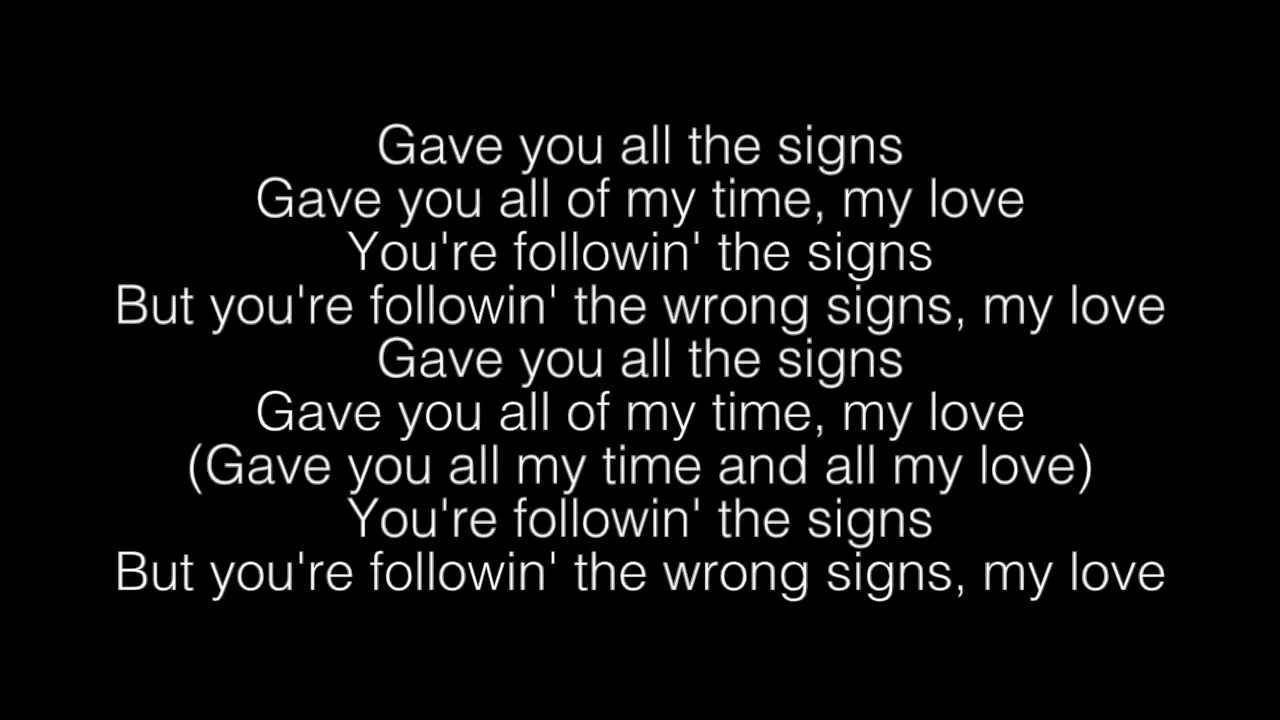 Gave you all the signs
Gave you all of my time, my love
You're followin' the signs
But you're followin' the wrong signs, my love
Gave you all the signs
Gave you all of my time, my love
(Gave you all my time and all my love)
You're followin' the signs
But you're followin' the wrong signs, my love